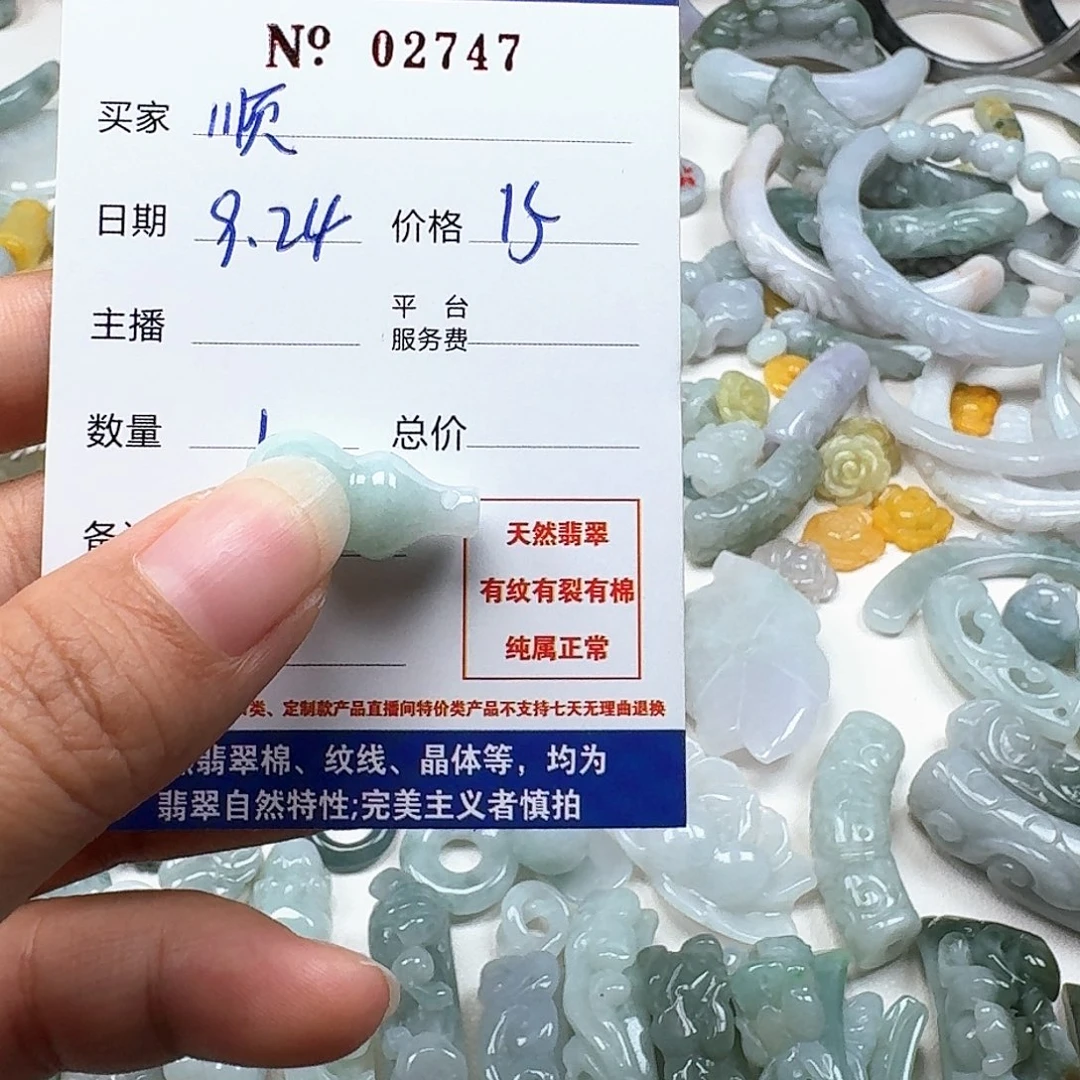 Nº 02747
买家 顺
日期 9.24 价格 15
主播 平台服务费
数量 1 总价
备
天然翡翠
有纹有裂有棉
纯属正常
类、定制款产品直播间特价类产品不支持七天无理由退换
翡翠棉、纹线、晶体等，均为
翡翠自然特性;完美主义者慎拍